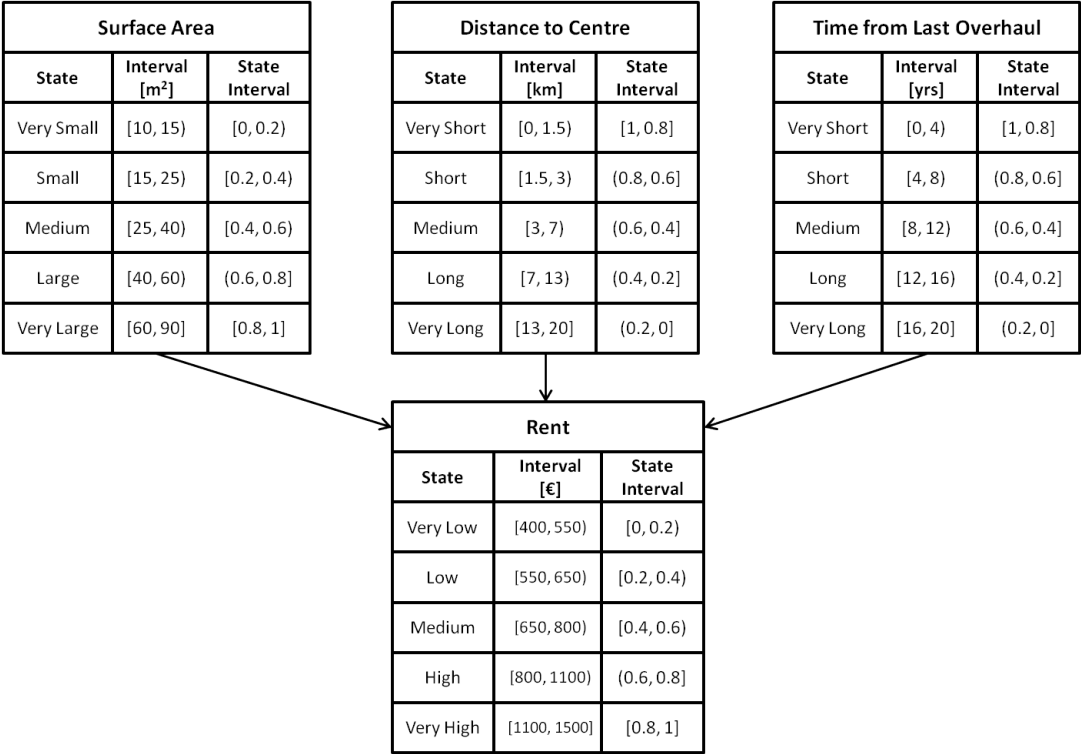 Surface Area
State Interval [m²] State Interval
Very Small [10, 15) [0, 0.2)
Small [15, 25) [0.2, 0.4)
Medium [25, 40) [0.4, 0.6)
Large [40, 60) (0.6, 0.8]
Very Large [60, 90] [0.8, 1]
Distance to Centre
State Interval [km] State Interval
Very Short [0, 1.5) [1, 0.8]
Short [1.5, 3) (0.8, 0.6]
Medium [3, 7) (0.6, 0.4]
Long [7, 13) (0.4, 0.2]
Very Long [13, 20] (0.2, 0]
Time from Last Overhaul
State Interval [yrs] State Interval
Very Short [0, 4) [1, 0.8]
Short [4, 8) (0.8, 0.6]
Medium [8, 12) (0.6, 0.4]
Long [12, 16) (0.4, 0.2]
Very Long [16, 20] (0.2, 0]
Rent
State Interval [€] State Interval
Very Low [400, 550) [0, 0.2)
Low [550, 650) [0.2, 0.4)
Medium [650, 800) [0.4, 0.6)
High [800, 1100) (0.6, 0.8]
Very High [1100, 1500] [0.8, 1]